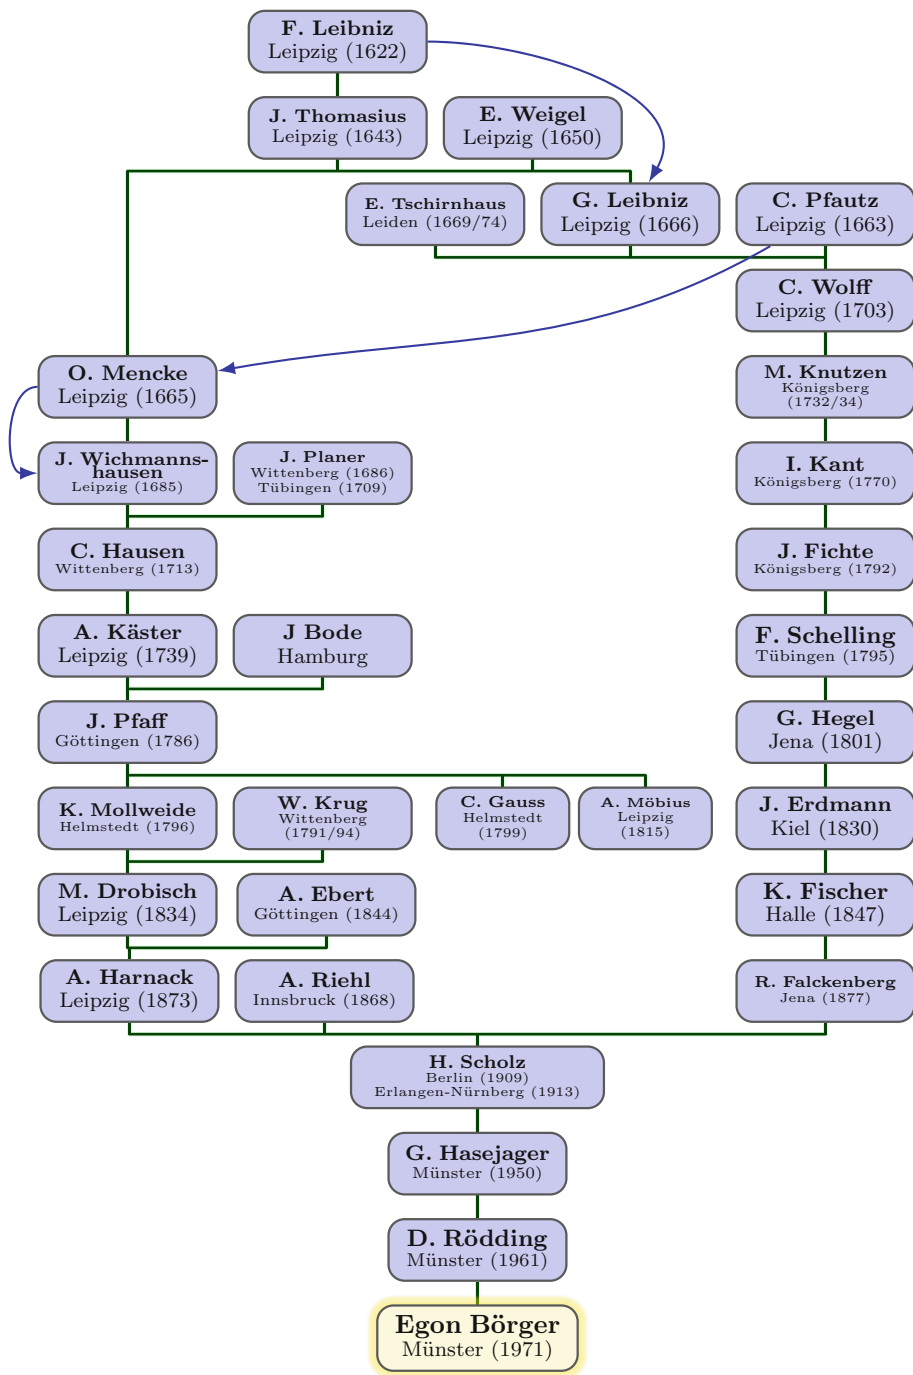 F. Leibniz
Leipzig (1622)
J. Thomasius
Leipzig (1643)
E. Weigel
Leipzig (1650)
E. Tschirnhaus
Leiden (1669/74)
G. Leibniz
Leipzig (1666)
C. Pfautz
Leipzig (1663)
C. Wolff
Leipzig (1703)
O. Mencke
Leipzig (1665)
M. Knutzen
Königsberg
(1732/34)
J. Wichmanns-
hausen
Leipzig (1685)
J. Planer
Wittenberg (1686)
Tübingen (1709)
I. Kant
Königsberg (1770)
C. Hausen
Wittenberg (1713)
J. Fichte
Königsberg (1792)
A. Käster
Leipzig (1739)
J Bode
Hamburg
F. Schelling
Tübingen (1795)
J. Pfaff
Göttingen (1786)
G. Hegel
Jena (1801)
K. Mollweide
Helmstedt (1796)
W. Krug
Wittenberg
(1791/94)
C. Gauss
Helmstedt
(1799)
A. Möbius
Leipzig
(1815)
J. Erdmann
Kiel (1830)
M. Drobisch
Leipzig (1834)
A. Ebert
Göttingen (1844)
K. Fischer
Halle (1847)
A. Harnack
Leipzig (1873)
A. Riehl
Innsbruck (1868)
R. Falckenberg
Jena (1877)
H. Scholz
Berlin (1909)
Erlangen-Nürnberg (1913)
G. Hasejager
Münster (1950)
D. Rödding
Münster (1961)
Egon Börger
Münster (1971)